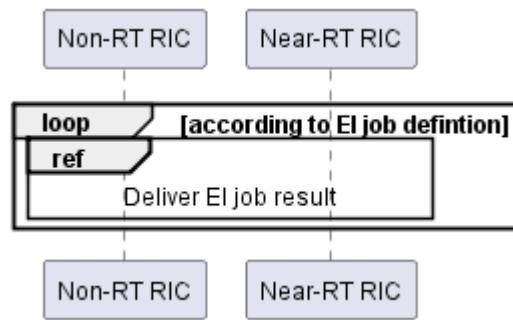 Non-RT RIC
Near-RT RIC
loop
[according to EI job defintion]
ref
Deliver EI job result
Non-RT RIC
Near-RT RIC